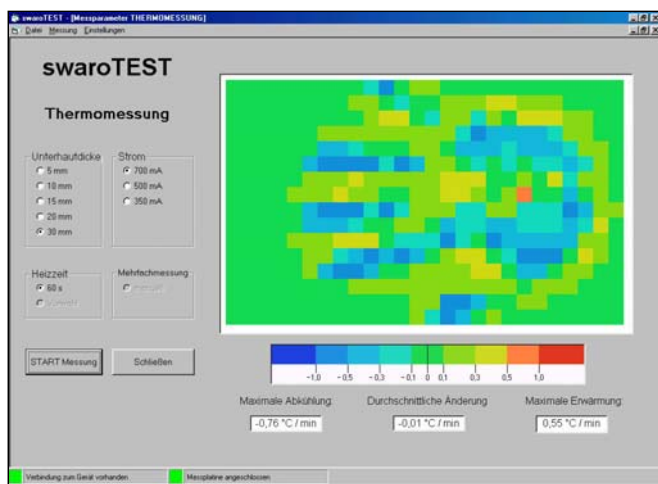 swaroTEST - [Messparameter THERMOMESSUNG]
Datei Messung Einstellungen
swaroTEST
Thermomessung
Unterhautdicke
5 mm
10 mm
15 mm
20 mm
30 mm
Strom
700 mA
500 mA
350 mA
Heizzeit
60 s
Mehrfachmessung
START Messung
Schließen
-1,0 -0,5 -0,3 -0,1 0 0,1 0,3 0,5 1,0
Maximale Abkühlung: Durchschnittliche Änderung Maximale Erwärmung:
-0,76 °C / min -0,01 °C / min 0,55 °C / min
Verbindung zum Gerät vorhanden. Messplatine angeschlossen